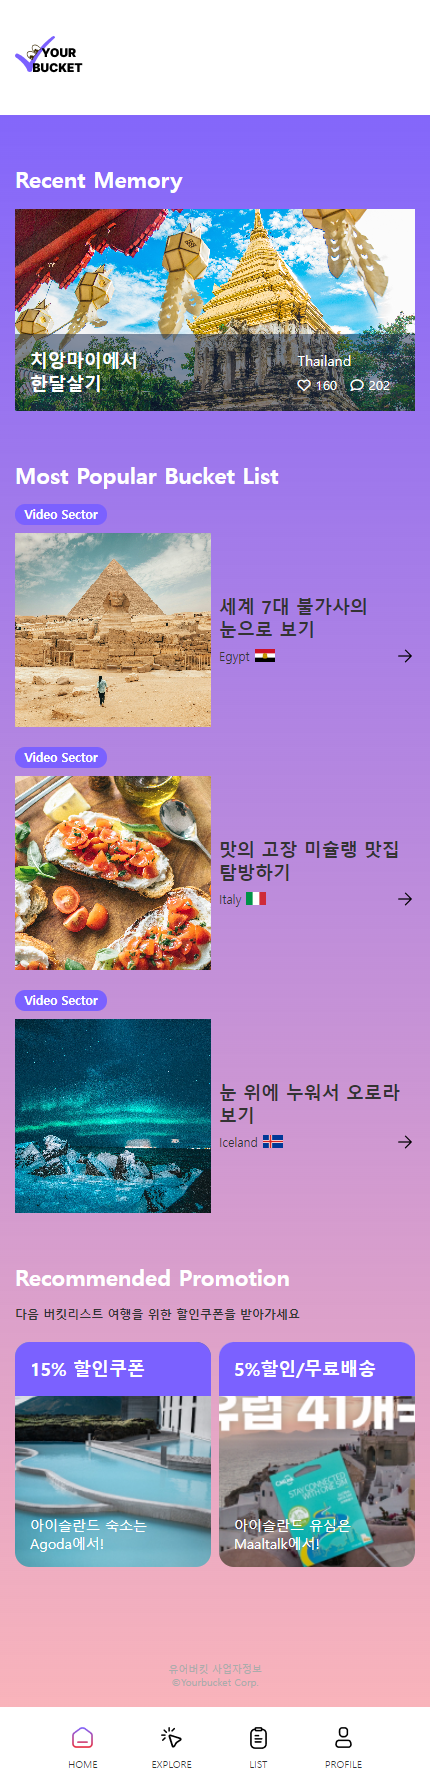 YOUR
BUCKET
Recent Memory
치앙마이에서
한달살기
Thailand
160 202
Most Popular Bucket List
Video Sector
세계 7대 불가사의
눈으로 보기
Egypt
Video Sector
맛의 고장 미슐랭 맛집
탐방하기
Italy
Video Sector
눈 위에 누워서 오로라
보기
Iceland
Recommended Promotion
다음 버킷리스트 여행을 위한 할인쿠폰을 받아가세요
15% 할인쿠폰
아이슬란드 숙소는
Agoda에서!
5%할인/무료배송
유럽 41개국
STAY CONNECTED
WITH ONE SIM
아이슬란드 유심은
Maaltalk에서!
유어버킷 사업자정보
©Yourbucket Corp.
HOME EXPLORE LIST PROFILE